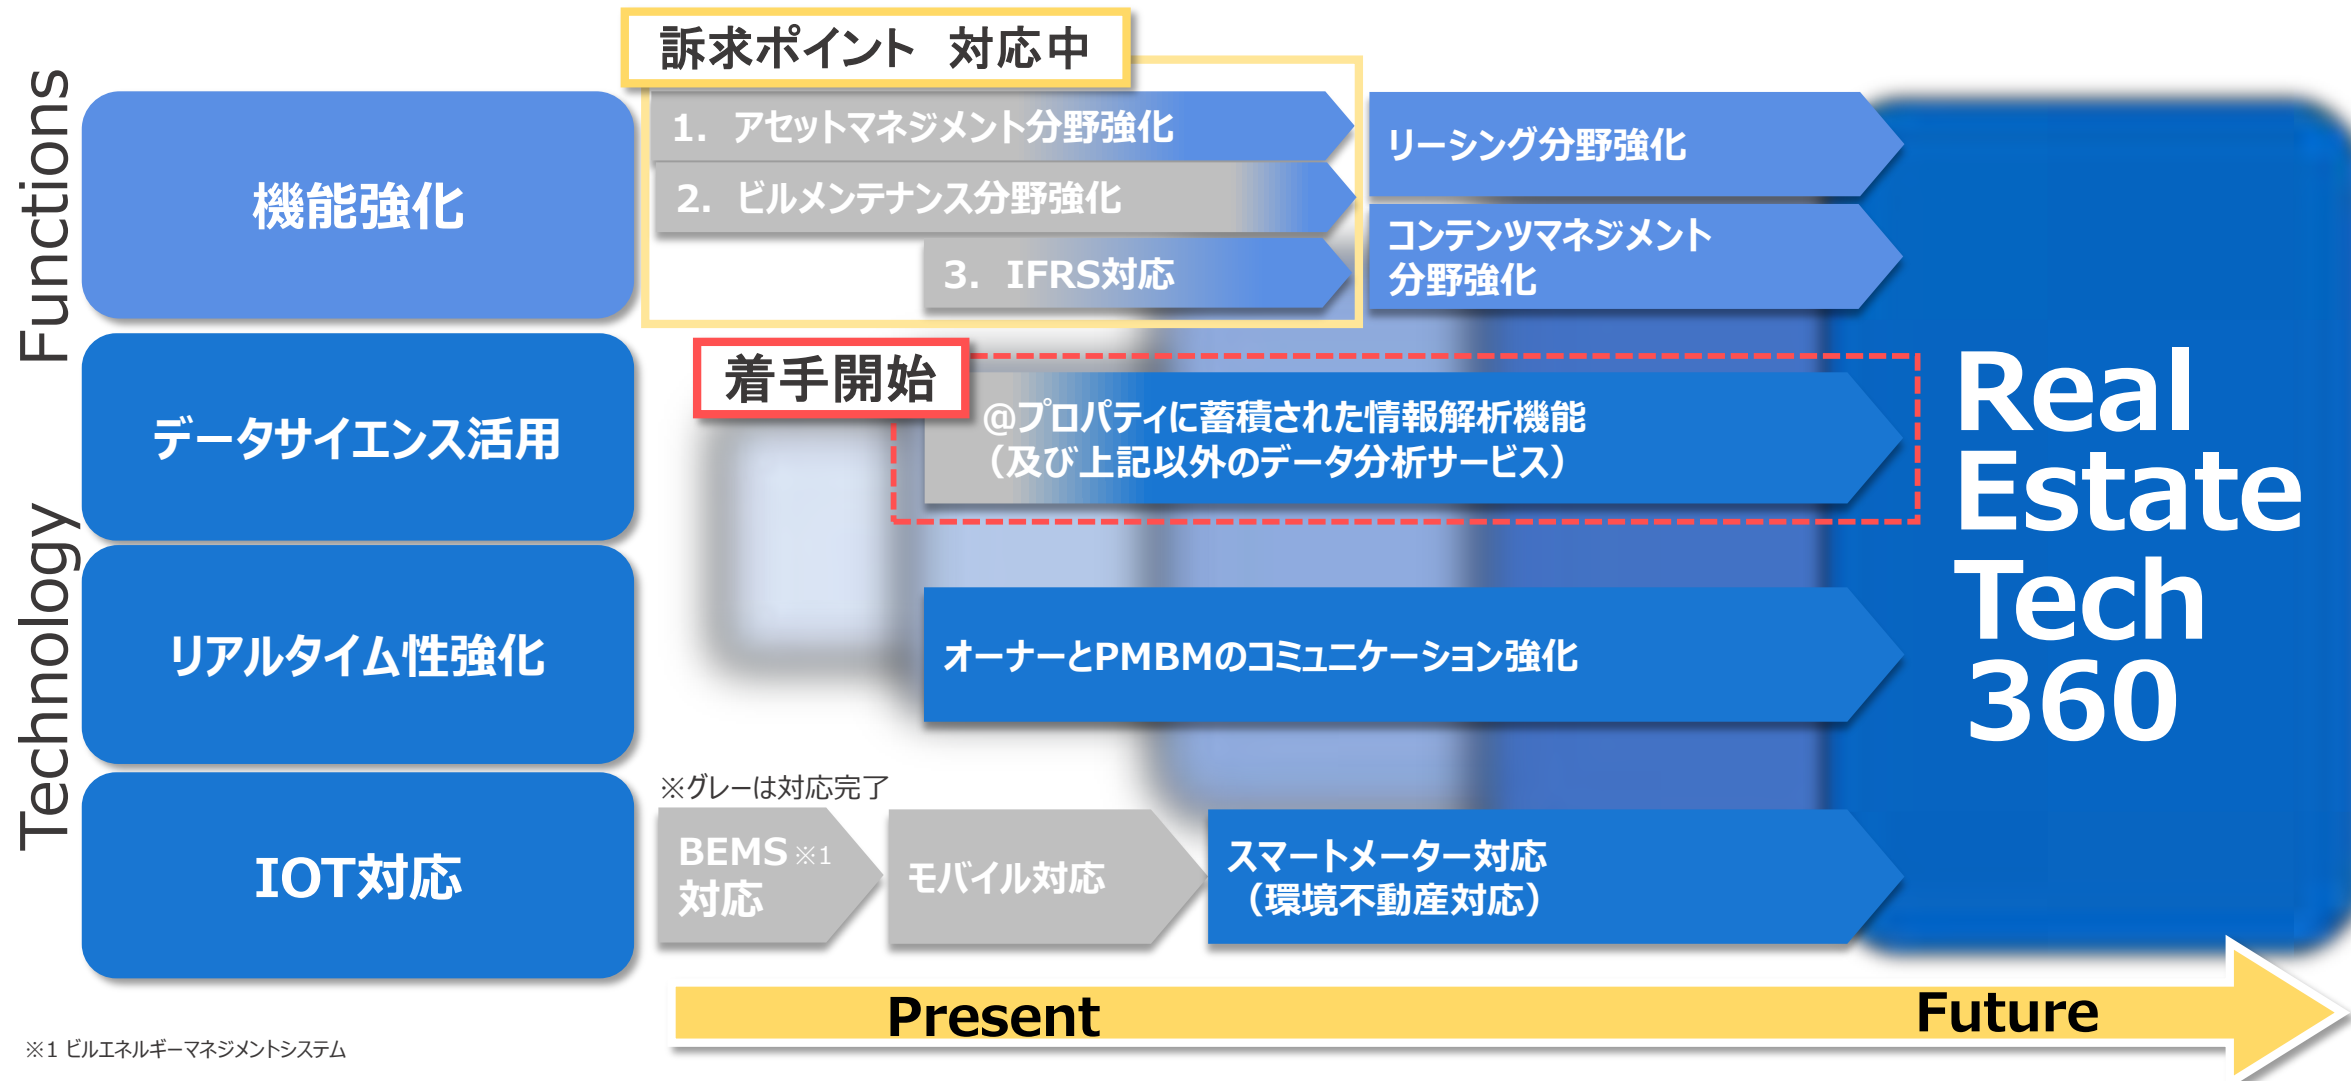 訴求ポイント 対応中
Functions
機能強化
1. アセットマネジメント分野強化
2. ビルメンテナンス分野強化
3. IFRS対応
リーシング分野強化
コンテンツマネジメント
分野強化
Technology
データサイエンス活用
着手開始
@プロパティに蓄積された情報解析機能
（及び上記以外のデータ分析サービス）
リアルタイム性強化
オーナーとPMBMのコミュニケーション強化
IOT対応
※グレーは対応完了
BEMS※1
対応
モバイル対応
スマートメーター対応
（環境不動産対応）
Real
Estate
Tech
360
Present
Future
※1 ビルエネルギーマネジメントシステム